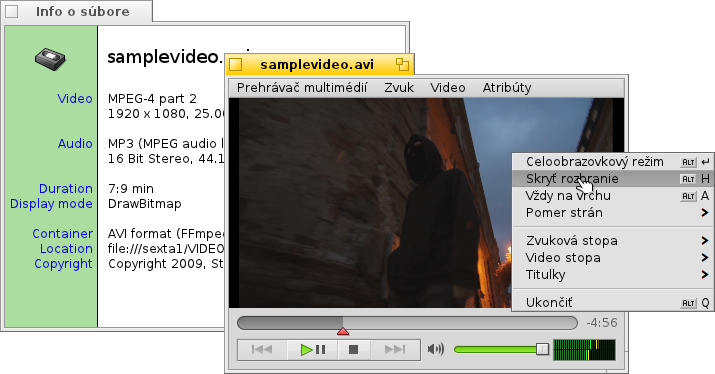 Info o súbore
samplevideo.avi
Video MPEG-4 part 2
1920 x 1080, 25.0
Audio MP3 (MPEG audio l
16 Bit Stereo, 44.1
Duration 7:9 min
Display mode DrawBitmap
Container AVI format (FFmpe
Location file:///sexta1/VIDEO
Copyright Copyright 2009, St
samplevideo.avi
Prehrávač multimédií Zvuk Video Atribúty
Celoobrazovkový režim ALT ↵
Skryť rozhranie ALT H
Vždy na vrchu ALT A
Pomer strán
Zvuková stopa
Video stopa
Titulky
Ukončiť ALT Q
-4:56